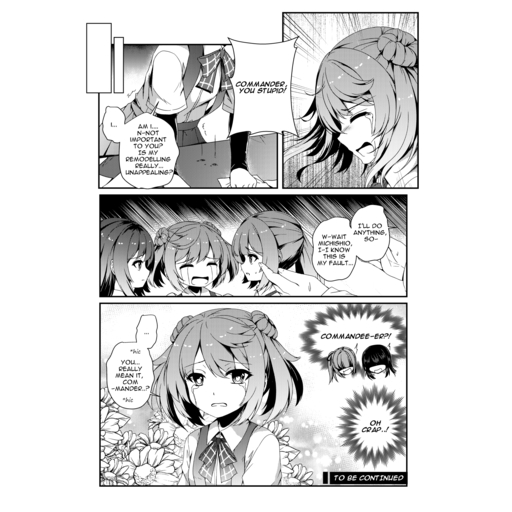 COMMANDER,
YOU STUPID!
I...
AM I...
N-NOT
IMPORTANT
TO YOU?
IS MY
REMODELLING
REALLY...
UNAPPEALING?
I'LL DO
ANYTHING,
SO-
W-WAIT
MICHISHIO,
I-I KNOW
THIS IS
MY FAULT...
COMMANDEE-ER?!
...
*hic
YOU...
REALLY
MEAN IT,
COM
-MANDER..?
*hic
OH
CRAP..!
TO BE CONTINUED